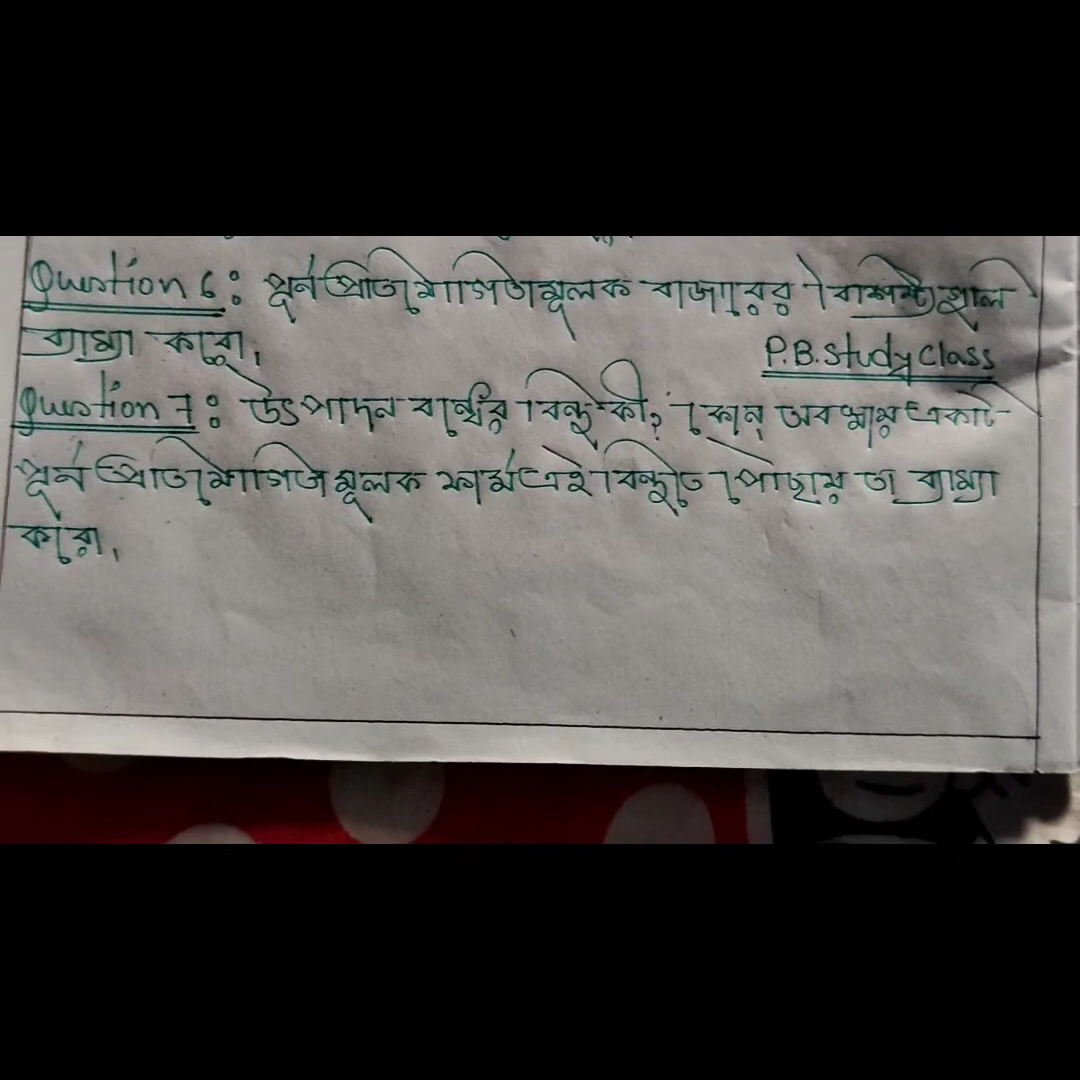 Question 6: পূর্ন প্রতিযোগিতামূলক বাজারের বৈশিষ্ট্যগুলি
ব্যাখ্যা করো।
P.B. Study Class
Question 7: উৎপাদন বন্ধের বিন্দু কী? কোন্ অবস্থায় একটি
পূর্ন প্রতিযোগিতামূলক ফার্ম এই বিন্দুতে পৌঁছায় তা ব্যাখ্যা
করো।